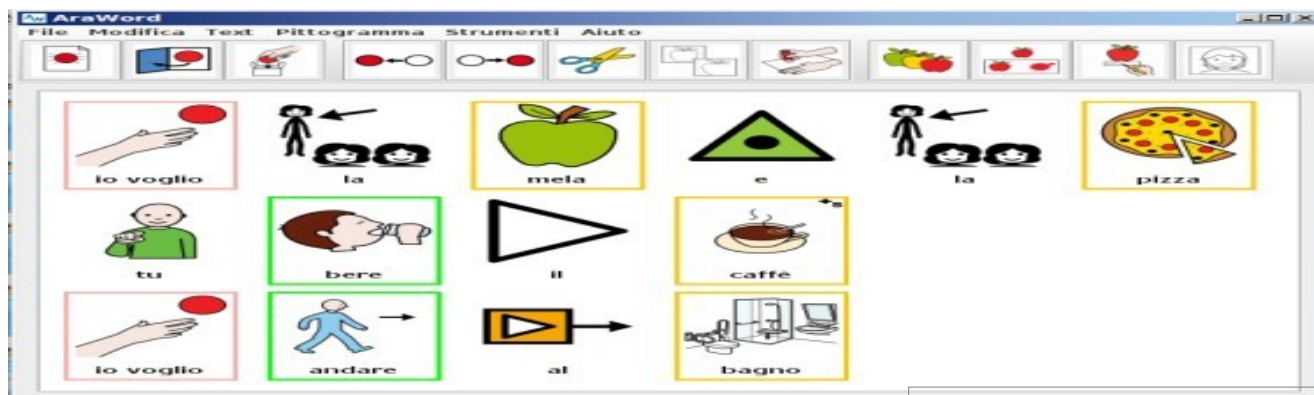 AraWord
File Modifica Text Pittogramma Strumenti Aiuto
io voglio la mela e la pizza
tu bere il caffè
io voglio andare al bagno